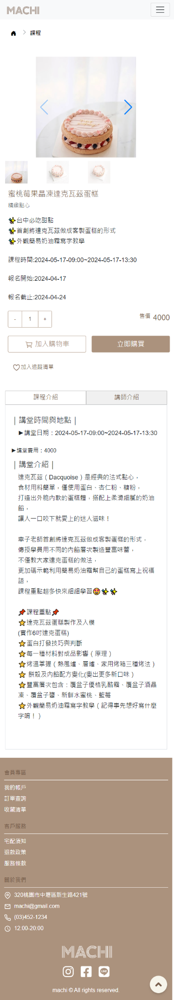 MACHI
課程
蜜桃莓果晶凍達克瓦茲蛋糕
精緻點心
✨台中必吃甜點
✨首創將達克瓦茲做成客製蛋糕的形式
✨外觀簡易奶油霜寫字教學
課程時間:2024-05-17-09:00~2024-05-17-13:30
報名開始:2024-04-17
報名截止:2024-04-24
- 1 +
售價 4000
加入購物車
立即購買
加入追蹤清單
課程介紹
講師介紹
｜講堂時間與地點｜
►講堂日期：2024-05-17-09:00~2024-05-17-13:30
►講堂費用：4000
｜講堂介紹｜
達克瓦茲（Dacquoise）是經典的法式點心，
食材用料簡單，僅使用蛋白、杏仁粉、糖粉，
打造出外脆內軟的蛋糕體，搭配上柔滑細膩的奶油
餡，
讓人一口咬下就愛上的迷人滋味！
幸子老師首創將達克瓦茲做成客製蛋糕的形式，
傳授學員用不同的內餡層次製造豐富味蕾，
不僅教大家達克蛋糕的做法，
更加碼示範利用簡易奶油霜幫自己的蛋糕寫上祝福
語，
課程重點超多快來細細學習🤩✨✨
📌課程重點📌
⭐達克瓦茲蛋糕製作及入模
(實作6吋達克蛋糕)
⭐蛋白打發技巧與判斷
⭐每一種材料對成品影響（原理）
⭐烤溫掌握（熱風爐、層爐、家用烤箱三種烤法）
⭐ 餅殼及內餡配方變化(變出更多新口味）
⭐豐富層次包含：覆盆子優格乳酪霜、覆盆子酒晶
凍、覆盆子醬、新鮮水蜜桃、藍莓
⭐外觀簡易奶油霜寫字教學（記得事先想好寫什麼
字唷！）
會員專區
我的帳戶
訂單查詢
收藏清單
客戶服務
宅配須知
退款政策
服務條款
關於我們
320桃園市中壢區新生路421號
machi@gmail.com
(03)452-1234
12:00-20:00
MACHI
LINE
machi © All rights reserved.